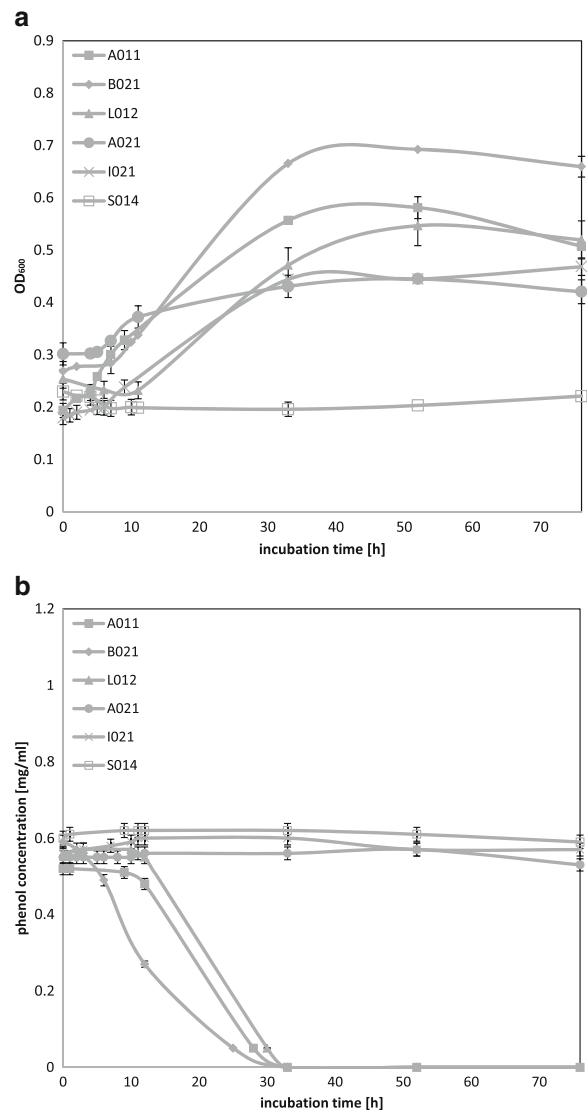 a
0.9
0.8
0.7
0.6
0.5
0.4
0.3
0.2
0.1
0
OD600
A011
B021
L012
A021
I021
S014
0 10 20 30 40 50 60 70
incubation time [h]
b
1.2
1
0.8
0.6
0.4
0.2
0
phenol concentration [mg/ml]
A011
B021
L012
A021
I021
S014
0 10 20 30 40 50 60 70
incubation time [h]